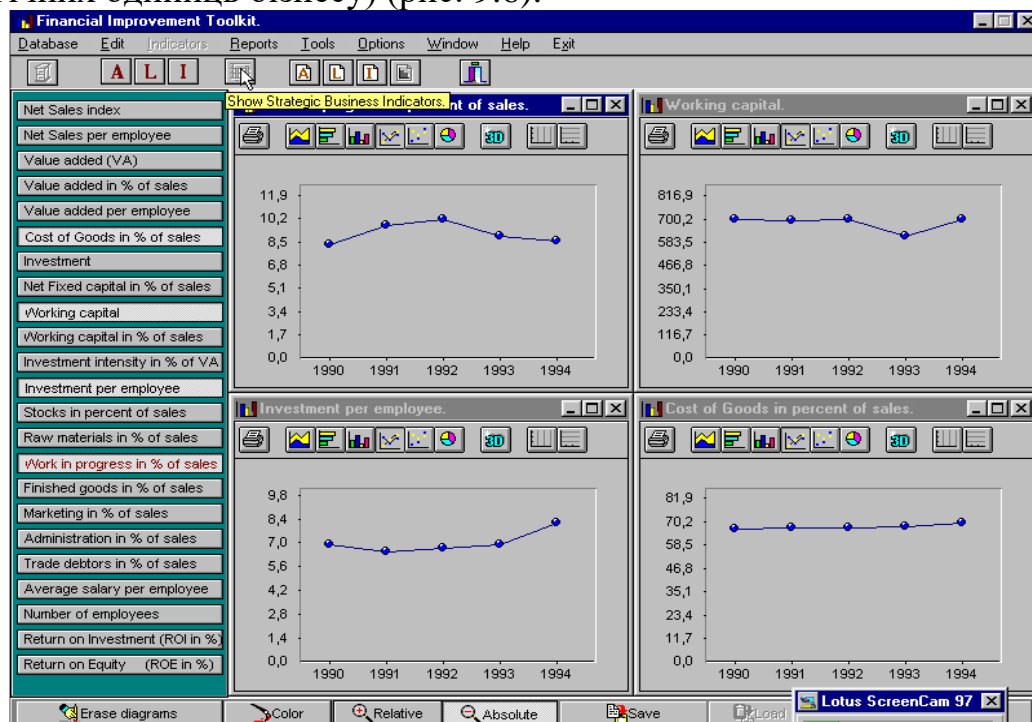 чних одиниць бізнесу) (рис. 9.8).
Financial Improvement Toolkit.
Database Edit Indicators Reports Tools Options Window Help Exit
A L I A L I
Show Strategic Business Indicators.
nt of sales.
Working capital.
Net Sales index
Net Sales per employee
Value added (VA)
Value added in % of sales
Value added per employee
Cost of Goods in % of sales
Investment
Net Fixed capital in % of sales
Working capital
Working capital in % of sales
Investment intensity in % of VA
Investment per employee
Stocks in percent of sales
Raw materials in % of sales
Work in progress in % of sales
Finished goods in % of sales
Marketing in % of sales
Administration in % of sales
Trade debtors in % of sales
Average salary per employee
Number of employees
Return on Investment (ROI in %)
Return on Equity (ROE in %)
3D
11,9
10,2
8,5
6,8
5,1
3,4
1,7
0,0
1990 1991 1992 1993 1994
3D
816,9
700,2
583,5
466,8
350,1
233,4
116,7
0,0
1990 1991 1992 1993 1994
Investment per employee.
3D
9,8
8,4
7,0
5,6
4,2
2,8
1,4
0,0
1990 1991 1992 1993 1994
Cost of Goods in percent of sales.
3D
81,9
70,2
58,5
46,8
35,1
23,4
11,7
0,0
1990 1991 1992 1993 1994
Erase diagrams Color Relative Absolute Save Load
Lotus ScreenCam 97